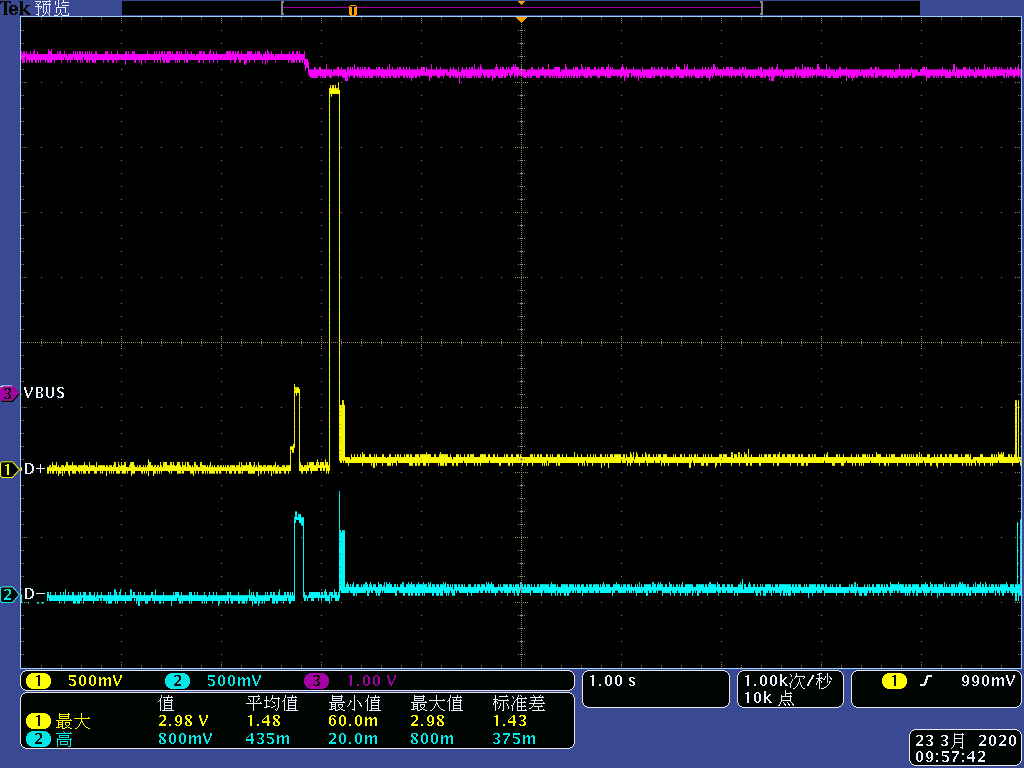 Tek 预览
T
3 VBUS
1 D+
2 D−
1 500mV 2 500mV 3 1.00 V
1.00 s
1.00k次/秒
10k 点
1 990mV
值 平均值 最小值 最大值 标准差
1 最大 2.98 V 1.48 60.0m 2.98 1.43
2 高 800mV 435m 20.0m 800m 375m
23 3月 2020
09:57:42